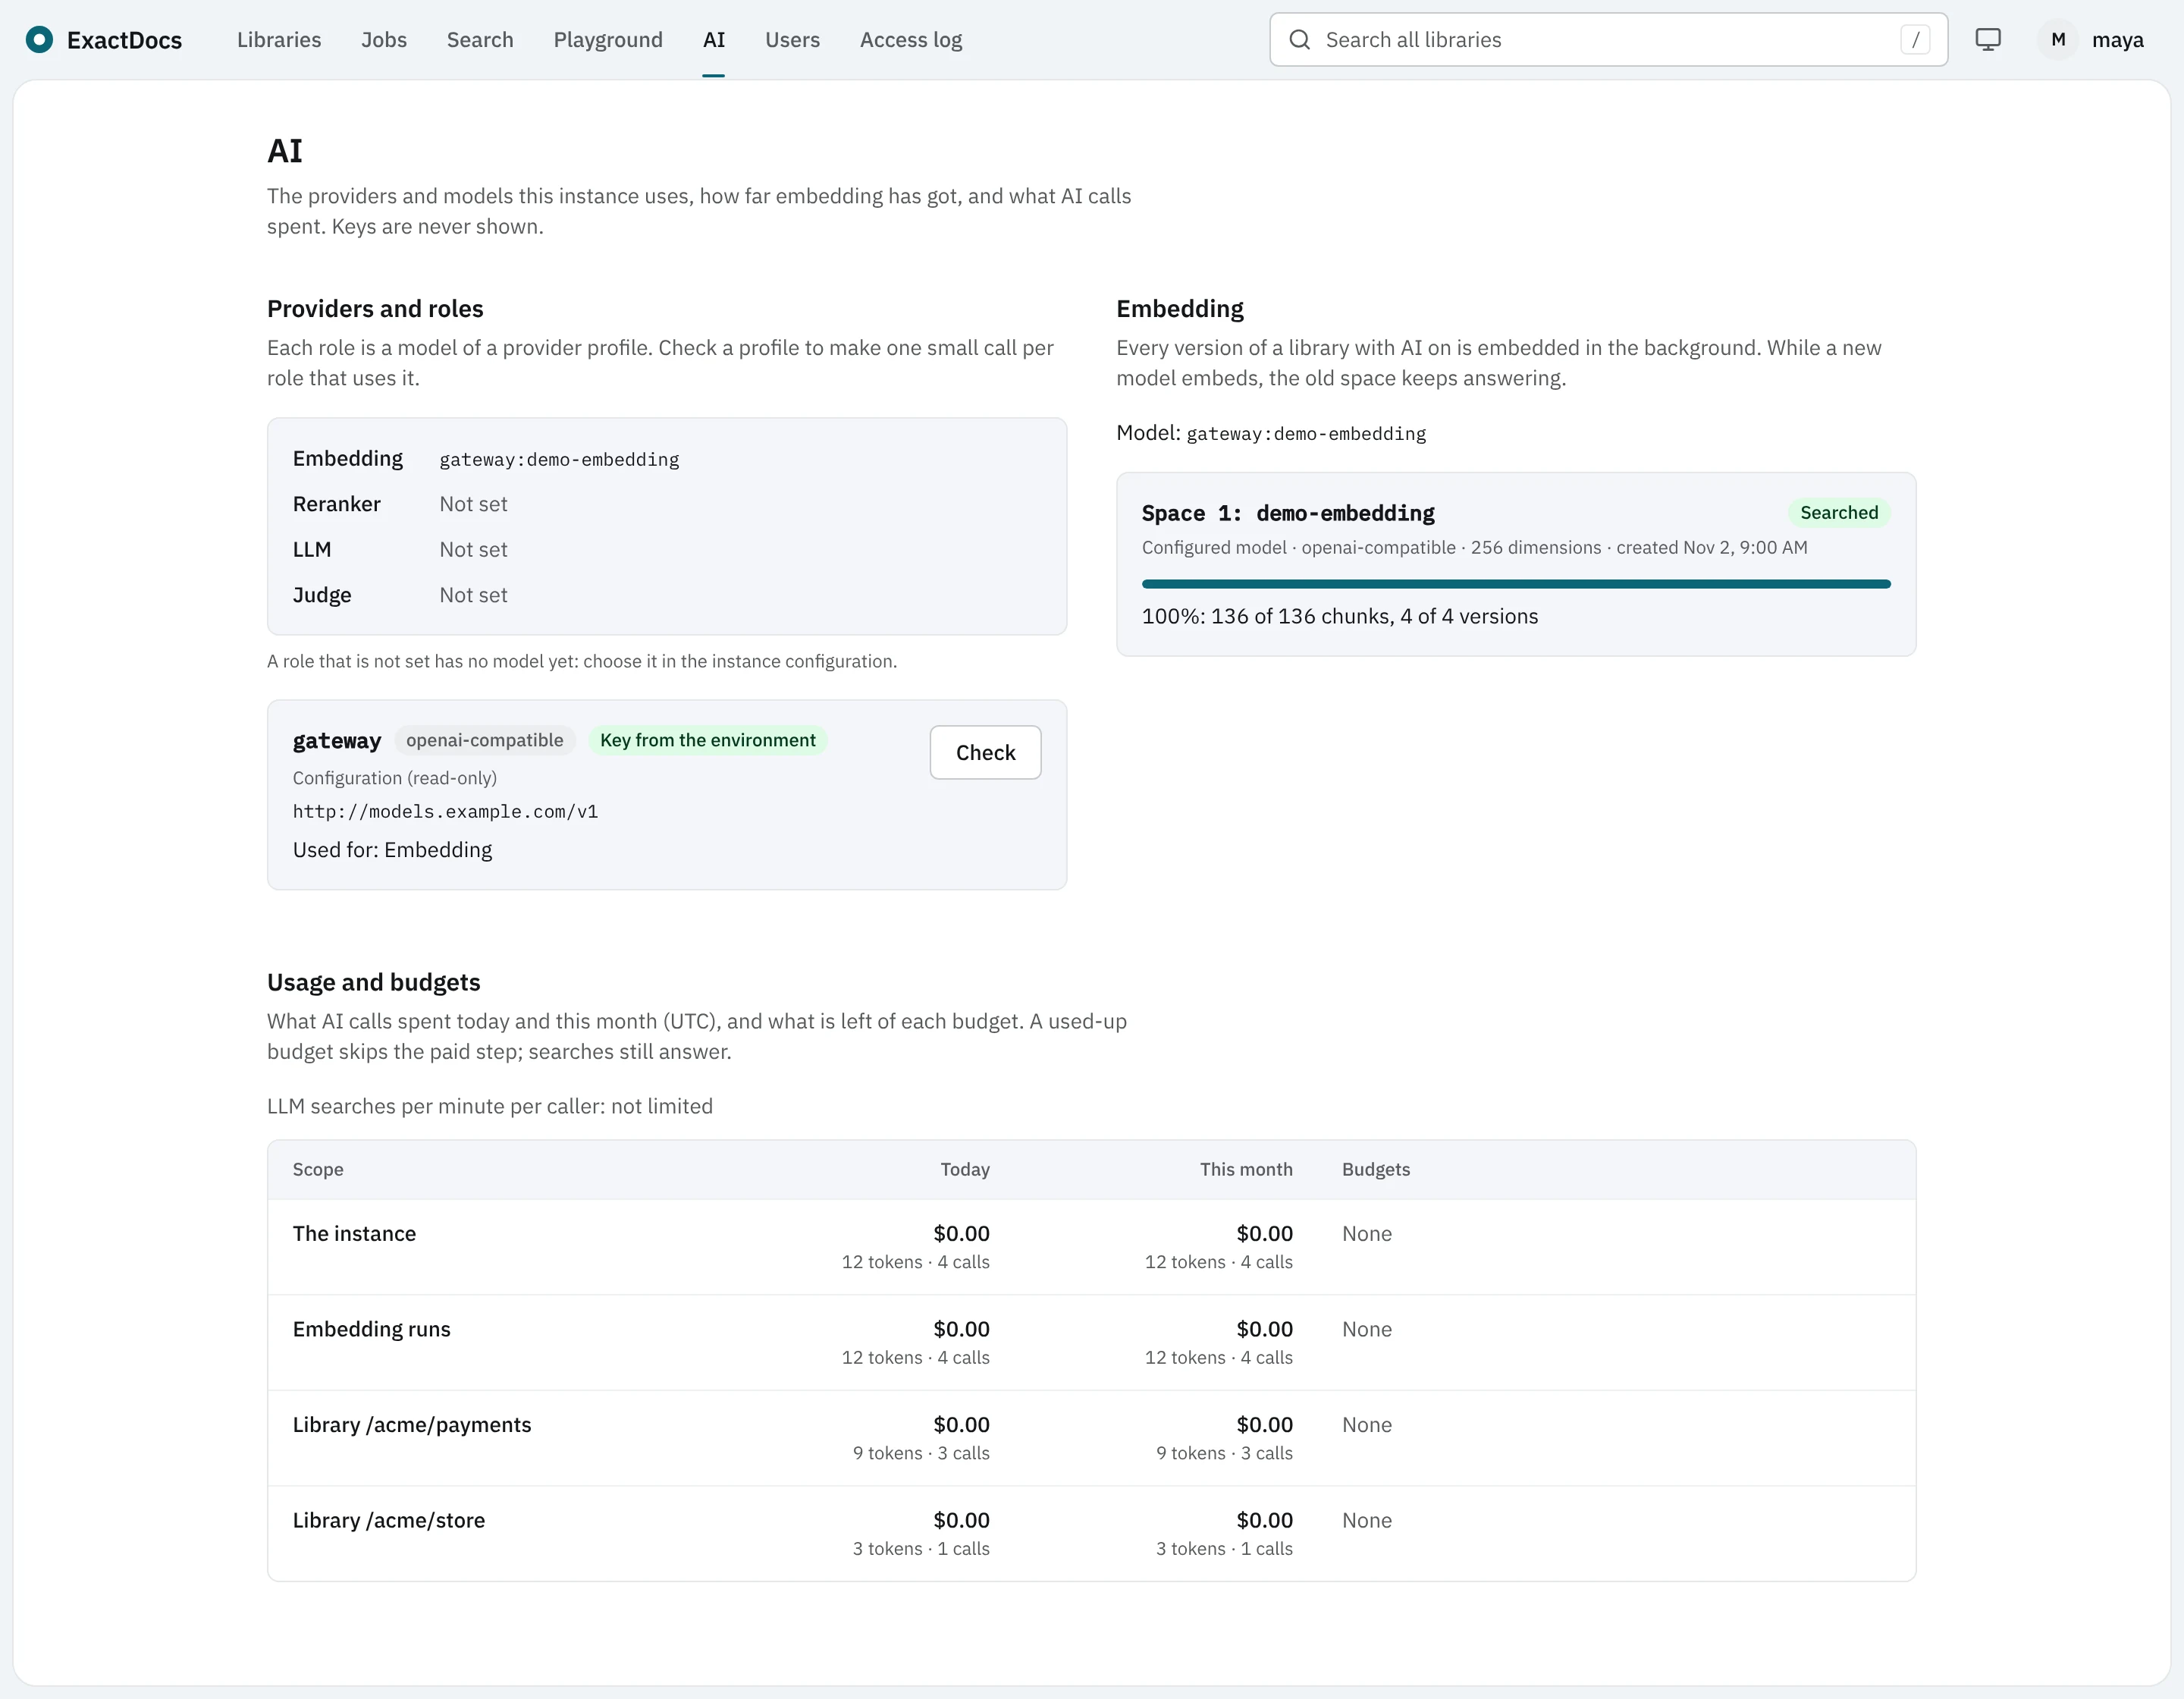 ExactDocs
Libraries
Jobs
Search
Playground
AI
Users
Access log
Search all libraries
/
M
maya
AI
The providers and models this instance uses, how far embedding has got, and what AI calls
spent. Keys are never shown.
Providers and roles
Each role is a model of a provider profile. Check a profile to make one small call per
role that uses it.
Embedding gateway:demo-embedding
Reranker Not set
LLM Not set
Judge Not set
A role that is not set has no model yet: choose it in the instance configuration.
gateway openai-compatible Key from the environment
Check
Configuration (read-only)
http://models.example.com/v1
Used for: Embedding
Embedding
Every version of a library with AI on is embedded in the background. While a new
model embeds, the old space keeps answering.
Model: gateway:demo-embedding
Space 1: demo-embedding Searched
Configured model · openai-compatible · 256 dimensions · created Nov 2, 9:00 AM
100%: 136 of 136 chunks, 4 of 4 versions
Usage and budgets
What AI calls spent today and this month (UTC), and what is left of each budget. A used-up
budget skips the paid step; searches still answer.
LLM searches per minute per caller: not limited
Scope Today This month Budgets
The instance $0.00 $0.00 None
12 tokens · 4 calls 12 tokens · 4 calls
Embedding runs $0.00 $0.00 None
12 tokens · 4 calls 12 tokens · 4 calls
Library /acme/payments $0.00 $0.00 None
9 tokens · 3 calls 9 tokens · 3 calls
Library /acme/store $0.00 $0.00 None
3 tokens · 1 calls 3 tokens · 1 calls